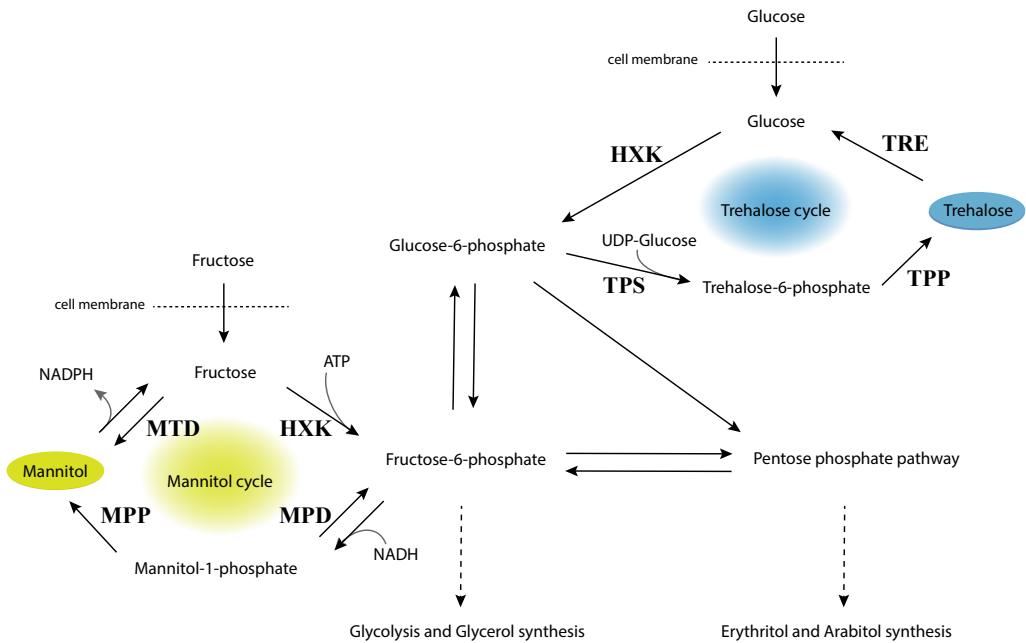 Glucose
cell membrane
Glucose
HXK
TRE
Trehalose cycle
Trehalose
Glucose-6-phosphate
UDP-Glucose
TPS
Trehalose-6-phosphate
TPP
Fructose
cell membrane
Fructose
ATP
NADPH
MTD
HXK
Mannitol
Mannitol cycle
Fructose-6-phosphate
Pentose phosphate pathway
MPP
MPD
NADH
Mannitol-1-phosphate
Glycolysis and Glycerol synthesis
Erythritol and Arabitol synthesis